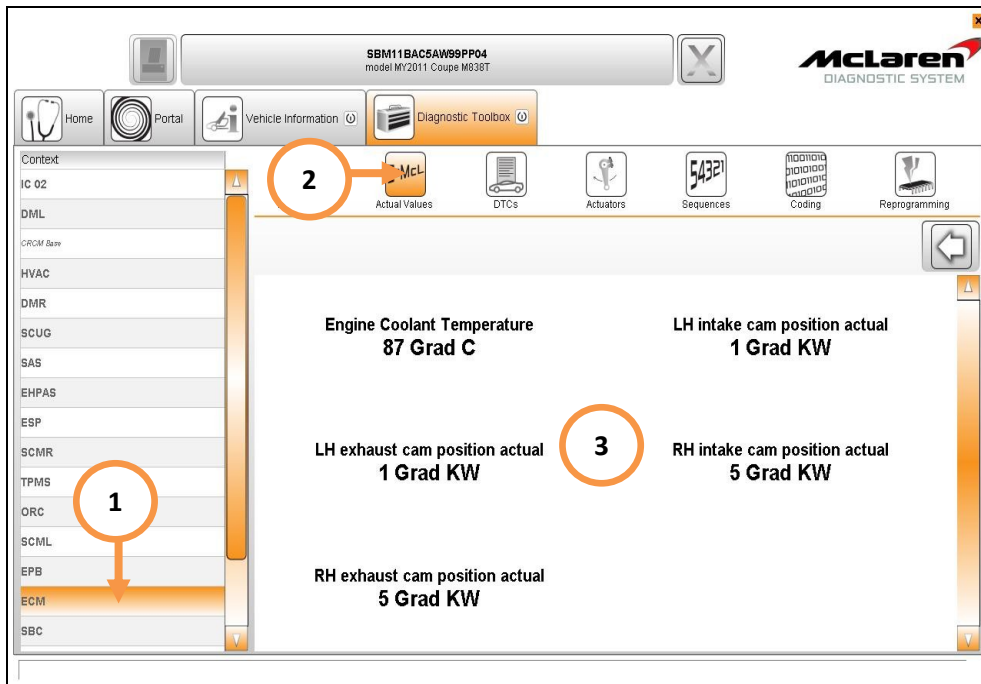 SBM11BAC5AW99PP04
model MY2011 Coupe M838T
McLaren
DIAGNOSTIC SYSTEM
Home
Portal
Vehicle Information
Diagnostic Toolbox
Context
IC 02
DML
CRCM Base
HVAC
DMR
SCUG
SAS
EHPAS
ESP
SCMR
TPMS
ORC
SCML
EPB
ECM
SBC
1
2
McL
Actual Values
DTCs
Actuators
54321
Sequences
Coding
Reprogramming
Engine Coolant Temperature
87 Grad C
LH intake cam position actual
1 Grad KW
LH exhaust cam position actual
1 Grad KW
3
RH intake cam position actual
5 Grad KW
RH exhaust cam position actual
5 Grad KW